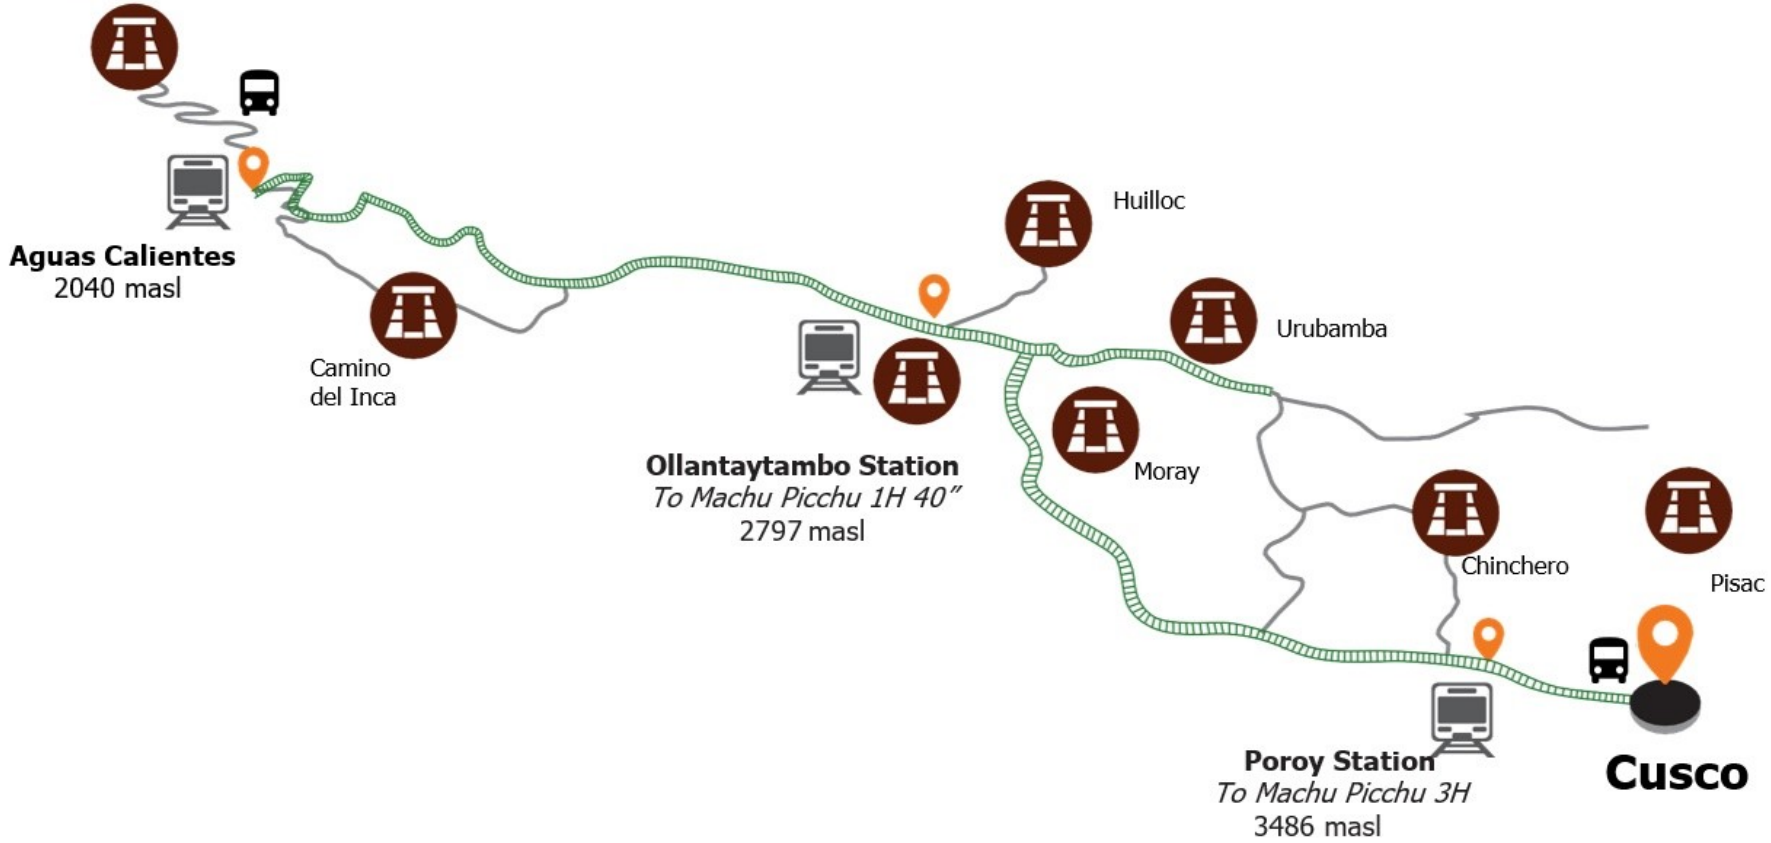 Huilloc
Aguas Calientes
2040 masl
Urubamba
Camino
del Inca
Ollantaytambo Station
To Machu Picchu 1H 40”
2797 masl
Moray
Chinchero
Pisac
Poroy Station
To Machu Picchu 3H
3486 masl
Cusco